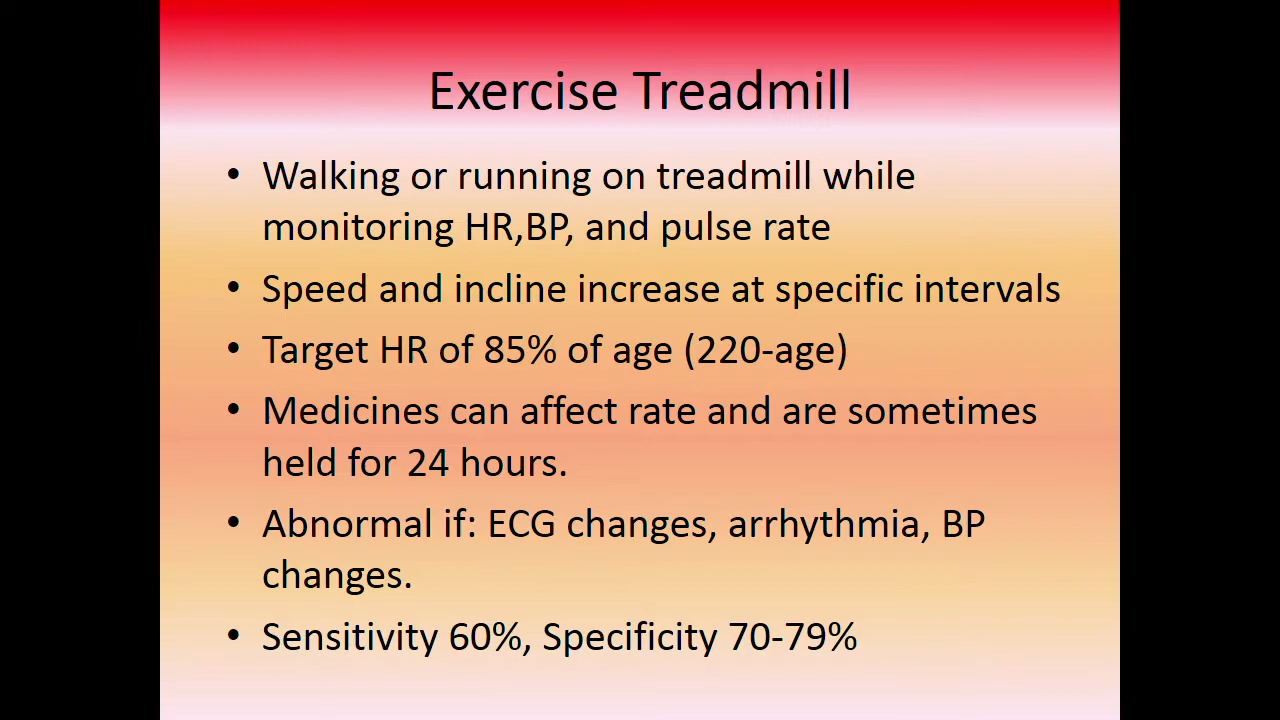 Exercise Treadmill
• Walking or running on treadmill while
monitoring HR,BP, and pulse rate
• Speed and incline increase at specific intervals
• Target HR of 85% of age (220-age)
• Medicines can affect rate and are sometimes
held for 24 hours.
• Abnormal if: ECG changes, arrhythmia, BP
changes.
• Sensitivity 60%, Specificity 70-79%